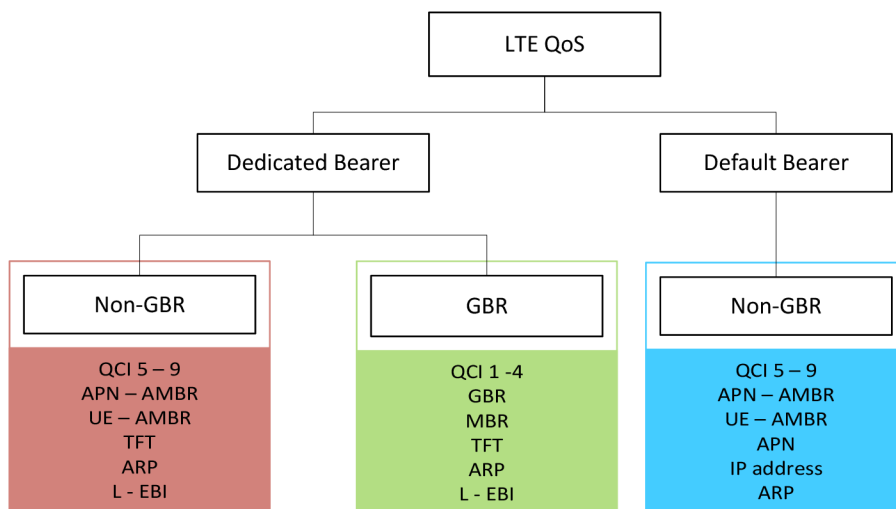 LTE QoS
Dedicated Bearer
Default Bearer
Non-GBR
QCI 5 – 9
APN – AMBR
UE – AMBR
TFT
ARP
L - EBI
GBR
QCI 1 -4
GBR
MBR
TFT
ARP
L - EBI
Non-GBR
QCI 5 – 9
APN – AMBR
UE – AMBR
APN
IP address
ARP